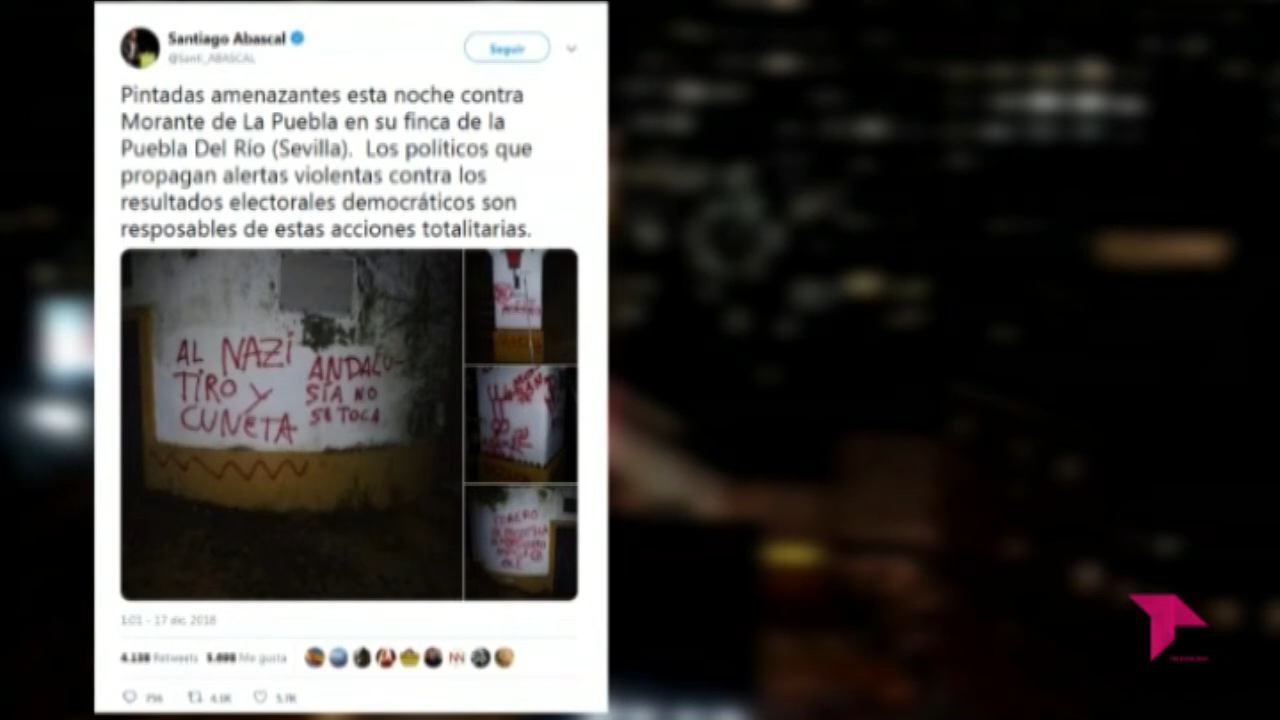 Santiago Abascal
@Santi_ABASCAL
Seguir
Pintadas amenazantes esta noche contra
Morante de La Puebla en su finca de la
Puebla Del Río (Sevilla). Los políticos que
propagan alertas violentas contra los
resultados electorales democráticos son
resposables de estas acciones totalitarias.
AL NAZI
TIRO Y
CUNETA
ANDALU-
SÍA NO
SE TOCA
1:01 - 17 dic. 2018
4.138 Retweets Me gusta
4.1K 5.7K